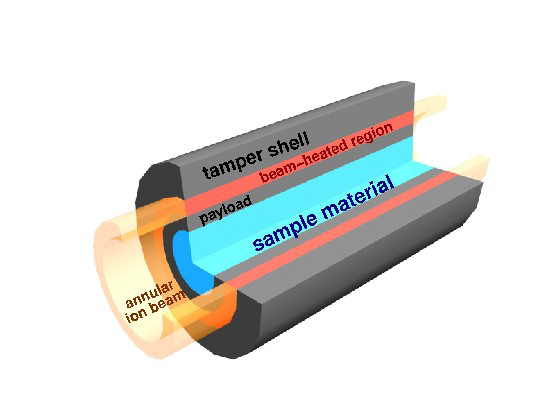 tamper shell
beam-heated region
payload
sample material
annular
ion beam